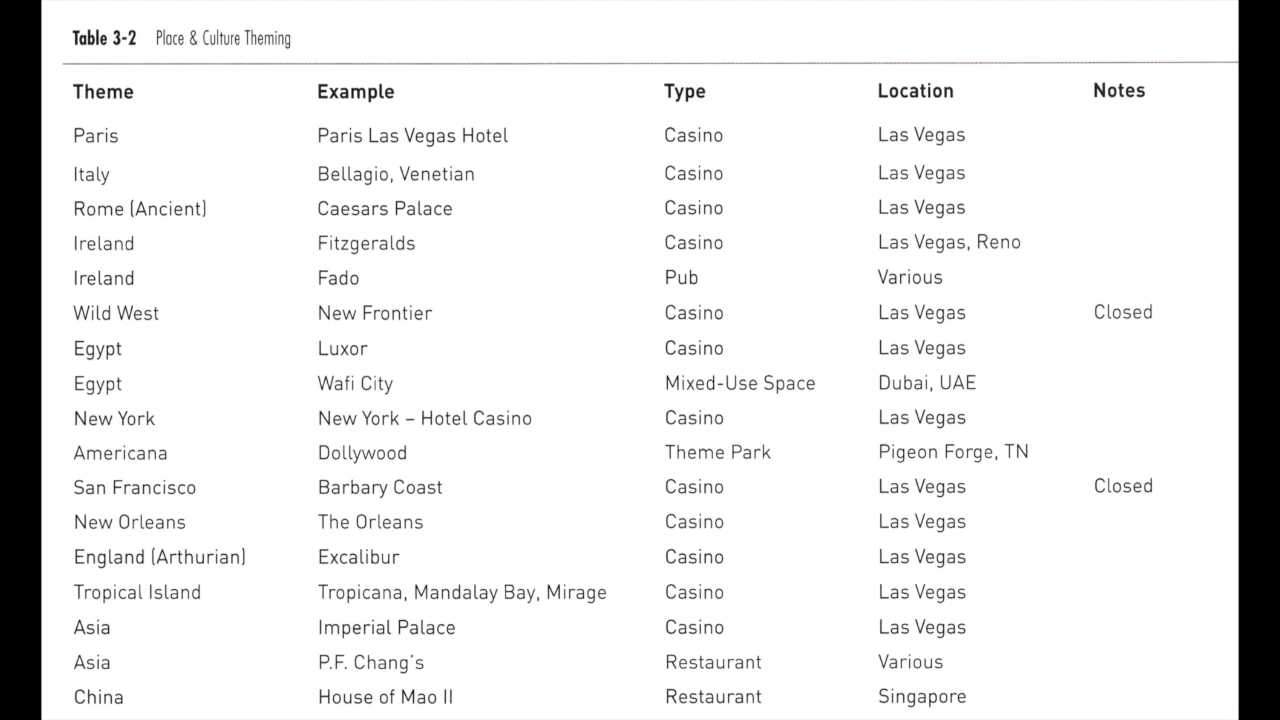 Table 3-2 Place & Culture Theming
Theme Example Type Location Notes
Paris Paris Las Vegas Hotel Casino Las Vegas
Italy Bellagio, Venetian Casino Las Vegas
Rome (Ancient) Caesars Palace Casino Las Vegas
Ireland Fitzgeralds Casino Las Vegas, Reno
Ireland Fado Pub Various
Wild West New Frontier Casino Las Vegas Closed
Egypt Luxor Casino Las Vegas
Egypt Wafi City Mixed-Use Space Dubai, UAE
New York New York – Hotel Casino Casino Las Vegas
Americana Dollywood Theme Park Pigeon Forge, TN
San Francisco Barbary Coast Casino Las Vegas Closed
New Orleans The Orleans Casino Las Vegas
England (Arthurian) Excalibur Casino Las Vegas
Tropical Island Tropicana, Mandalay Bay, Mirage Casino Las Vegas
Asia Imperial Palace Casino Las Vegas
Asia P.F. Chang's Restaurant Various
China House of Mao II Restaurant Singapore